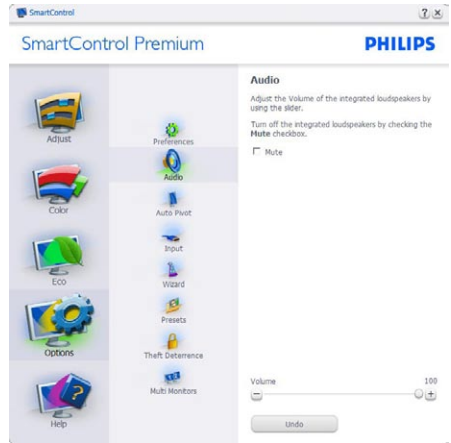 SmartControl
SmartControl Premium
PHILIPS
Adjust
Color
Eco
Options
Help
Preferences
Audio
Auto Pivot
Input
Wizard
Presets
Theft Deterrence
Multi Monitors
Audio
Adjust the Volume of the integrated loudspeakers by
using the slider.
Turn off the integrated loudspeakers by checking the
Mute checkbox.
Mute
Volume 100
Undo